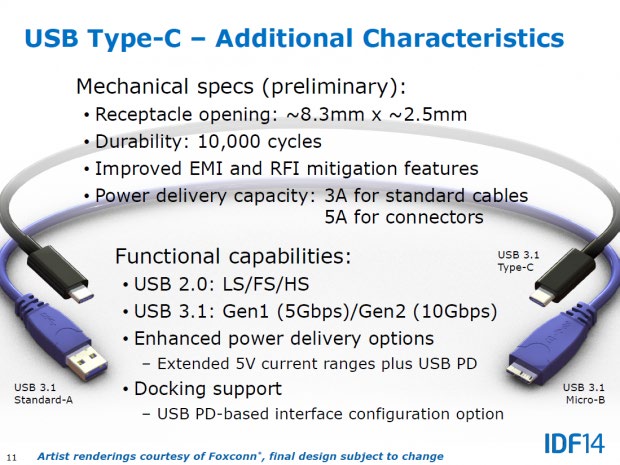 USB Type-C – Additional Characteristics
Mechanical specs (preliminary):
• Receptacle opening: ~8.3mm x ~2.5mm
• Durability: 10,000 cycles
• Improved EMI and RFI mitigation features
• Power delivery capacity: 3A for standard cables
5A for connectors
Functional capabilities:
• USB 2.0: LS/FS/HS
• USB 3.1: Gen1 (5Gbps)/Gen2 (10Gbps)
• Enhanced power delivery options
– Extended 5V current ranges plus USB PD
• Docking support
– USB PD-based interface configuration option
USB 3.1
Type-C
USB 3.1
Standard-A
USB 3.1
Micro-B
11
Artist renderings courtesy of Foxconn*, final design subject to change
IDF14